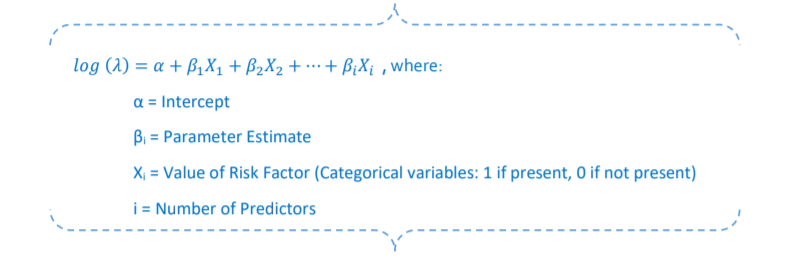 log (λ) = α + β₁X₁ + β₂X₂ + ⋯ + βᵢXᵢ , where:
α = Intercept
βᵢ = Parameter Estimate
Xᵢ = Value of Risk Factor (Categorical variables: 1 if present, 0 if not present)
i = Number of Predictors